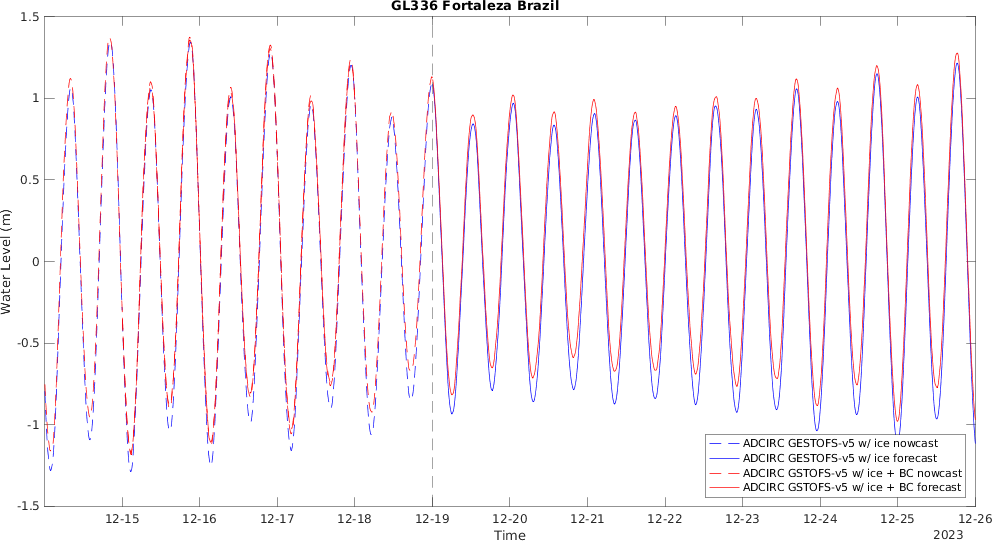 GL336 Fortaleza Brazil
1.5
1
0.5
0
-0.5
-1
-1.5
Water Level (m)
ADCIRC GESTOFS-v5 w/ ice nowcast
ADCIRC GESTOFS-v5 w/ ice forecast
ADCIRC GSTOFS-v5 w/ ice + BC nowcast
ADCIRC GSTOFS-v5 w/ ice + BC forecast
12-15 12-16 12-17 12-18 12-19 12-20 12-21 12-22 12-23 12-24 12-25 12-26
Time
2023